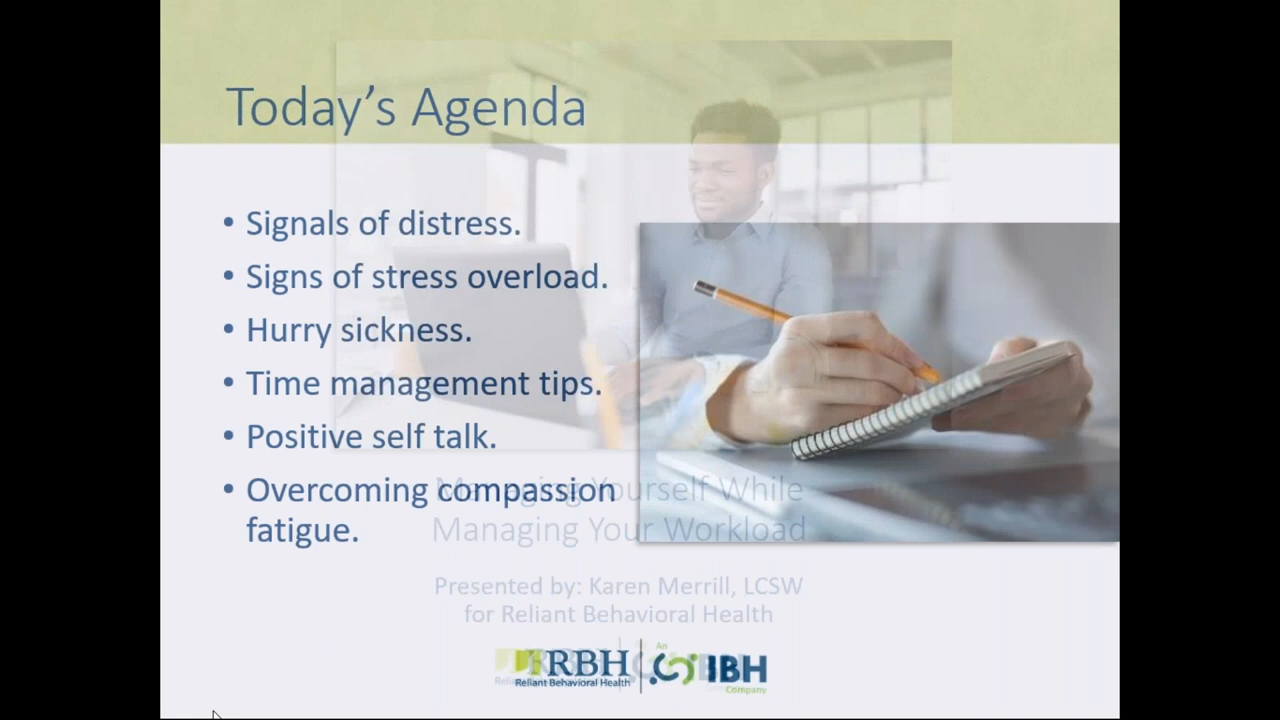 Today's Agenda
• Signals of distress.
• Signs of stress overload.
• Hurry sickness.
• Time management tips.
• Positive self talk.
• Overcoming compassion
fatigue.
Managing Yourself While
Managing Your Workload
Presented by: Karen Merrill, LCSW
for Reliant Behavioral Health
RBH
Reliant Behavioral Health
An
IBH
Company